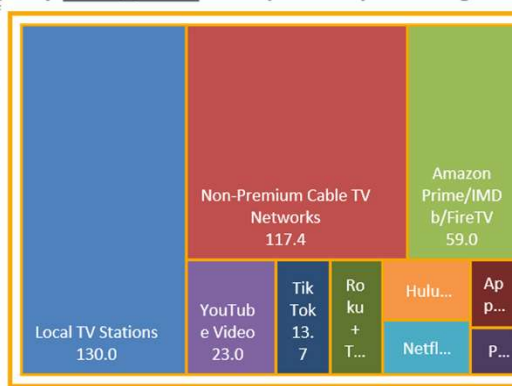 Local TV Stations
130.0
Non-Premium Cable TV
Networks
117.4
Amazon
Prime/IMD
b/FireTV
59.0
YouTub
e Video
23.0
Tik
Tok
13.
7
Ro
ku
+
T...
Hulu...
Netfl...
Ap
p...
P...